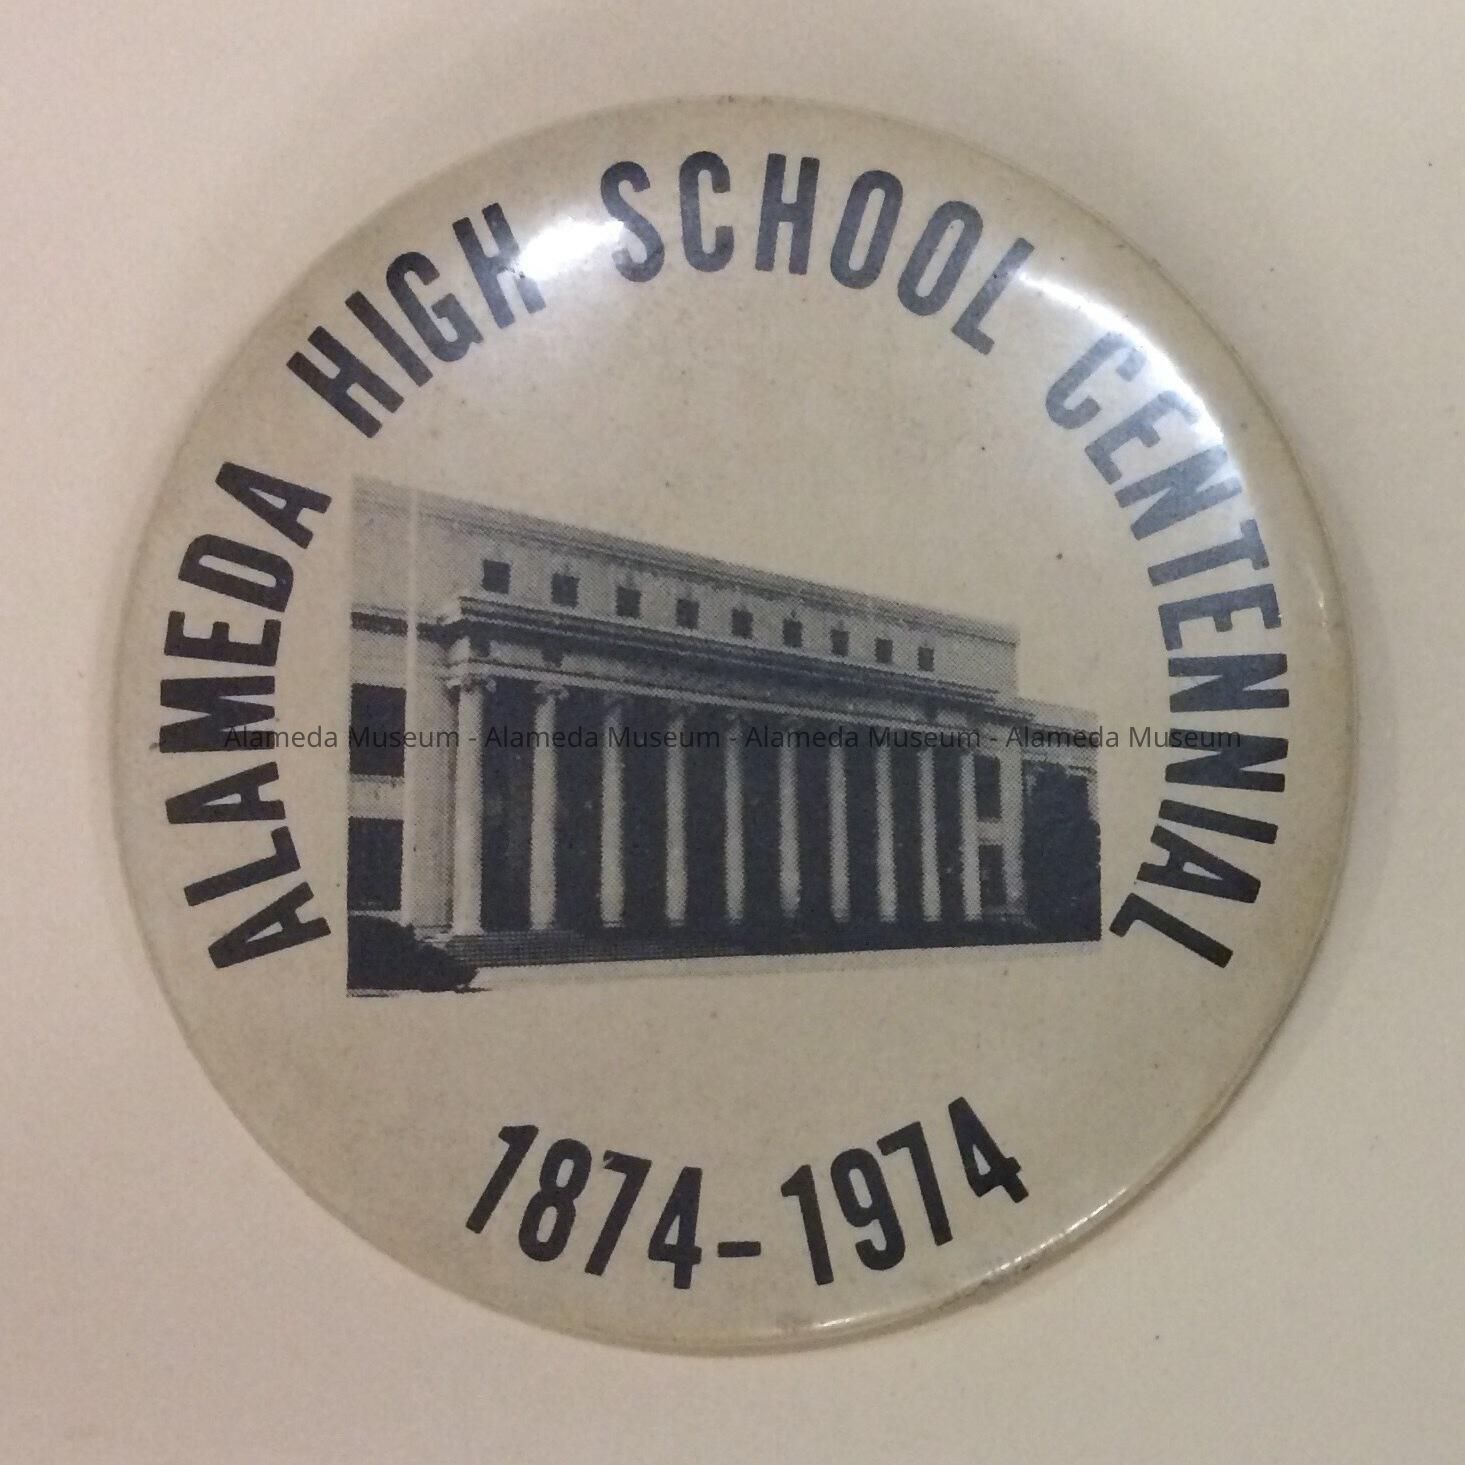 ALAMEDA HIGH SCHOOL CENTENNIAL
Alameda Museum - Alameda Museum - Alameda Museum - Alameda Museum
1874-1974